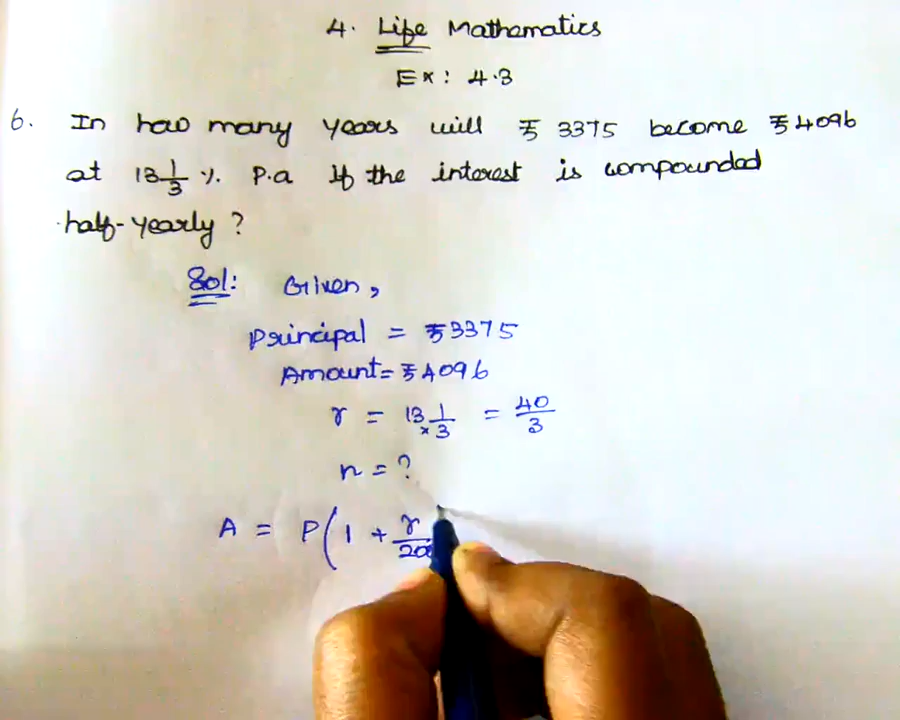 4. Life Mathematics
Ex: 4.3
6. In how many years will ₹ 3375 become ₹ 4096
at 13 1/3 %. P.a If the interest is compounded
half-yearly ?
Sol: Given,
Principal = ₹3375
Amount = ₹4096
r = 13 × 1/3 = 40/3
n = ?
A = P(1 + r/200